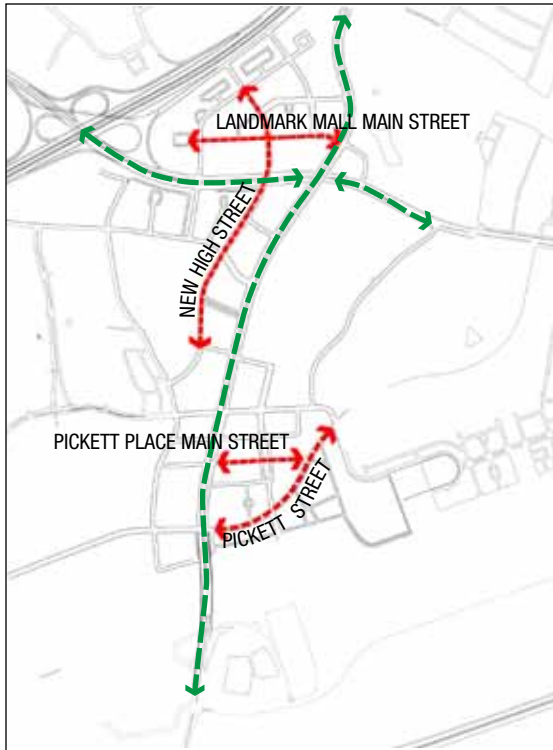 LANDMARK MALL MAIN STREET
NEW HIGH STREET
PICKETT PLACE MAIN STREET
PICKETT STREET